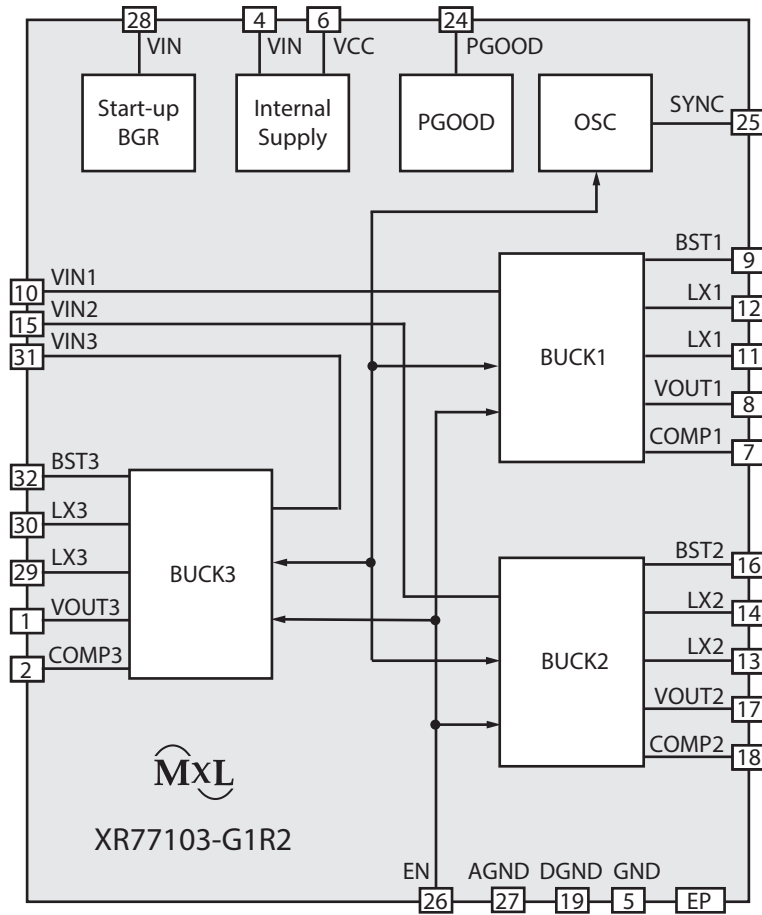 28 4 6 24
VIN VIN VCC PGOOD
Start-up
BGR
Internal
Supply
PGOOD
OSC
SYNC
25
10 VIN1
15 VIN2
31 VIN3
BUCK1
BST1
9
LX1
12
LX1
11
VOUT1
8
COMP1
7
32 BST3
30 LX3
29 LX3
1 VOUT3
2 COMP3
BUCK3
BUCK2
BST2
16
LX2
14
LX2
13
VOUT2
17
COMP2
18
MxL
XR77103-G1R2
EN AGND DGND GND
26 27 19 5 EP